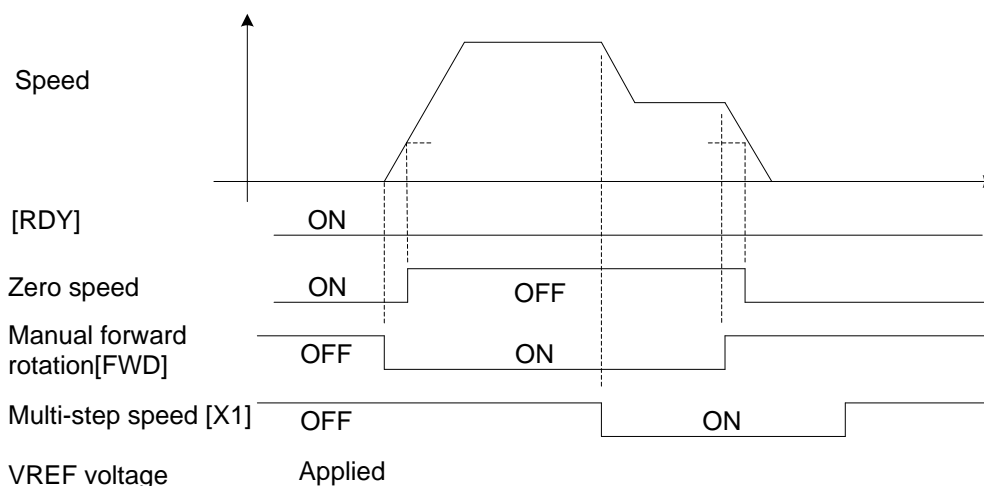 Speed
[RDY] ON
Zero speed ON OFF
Manual forward
rotation[FWD] OFF ON
Multi-step speed [X1] OFF ON
VREF voltage Applied